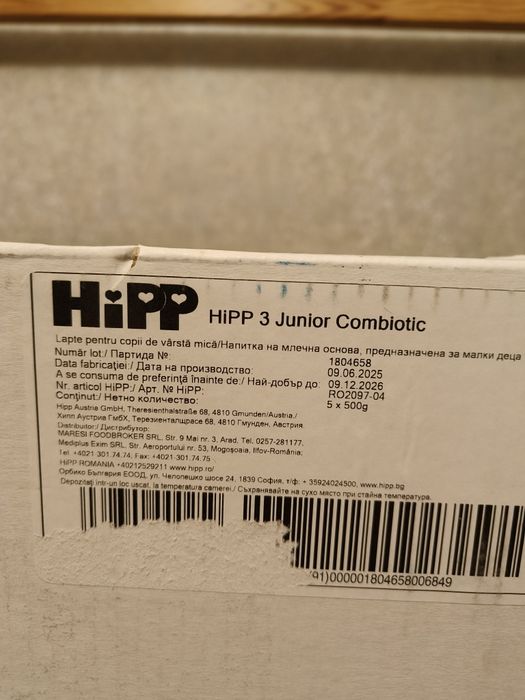 HiPP HiPP 3 Junior Combiotic
Lapte pentru copii de vârstă mică/Напитка на млечна основа, предназначена за малки деца
Număr lot:/ Партида №: 1804658
Data fabricaţiei:/ Дата на производство: 09.06.2025
A se consuma de preferinţă înainte de:/ Най-добър до: 09.12.2026
Nr. articol HiPP:/ Арт. № HiPP: RO2097-04
Conţinut:/ Нетно количество: 5 x 500g
Hipp Austria GmbH, Theresienthalstraße 68, 4810 Gmunden/Austria./
Хипп Аустриа ГмбХ, Терезиенталщрасе 68, 4810 Гмунден, Австрия.
Distribuitor:/ Дистрибутор:
MARESI FOODBROKER SRL, Str. 9 Mai nr. 3, Arad, Tel. 0257-281177,
Mediplus Exim SRL, Str. Aeroportului nr. 53, Mogoşoaia, Ilfov-România;
Tel. +4021 301.74.74; Fax: +4021 301.74.75
HiPP ROMANIA +40212529211 www.hipp.ro/
Орбико България ЕООД, ул. Челопешко шосе 24, 1839 София, т/ф: + 35924024500, www.hipp.bg
Depozitaţi într-un loc uscat, la temperatura camerei./ Съхранявайте на сухо място при стайна температура.
91)000001804658006849